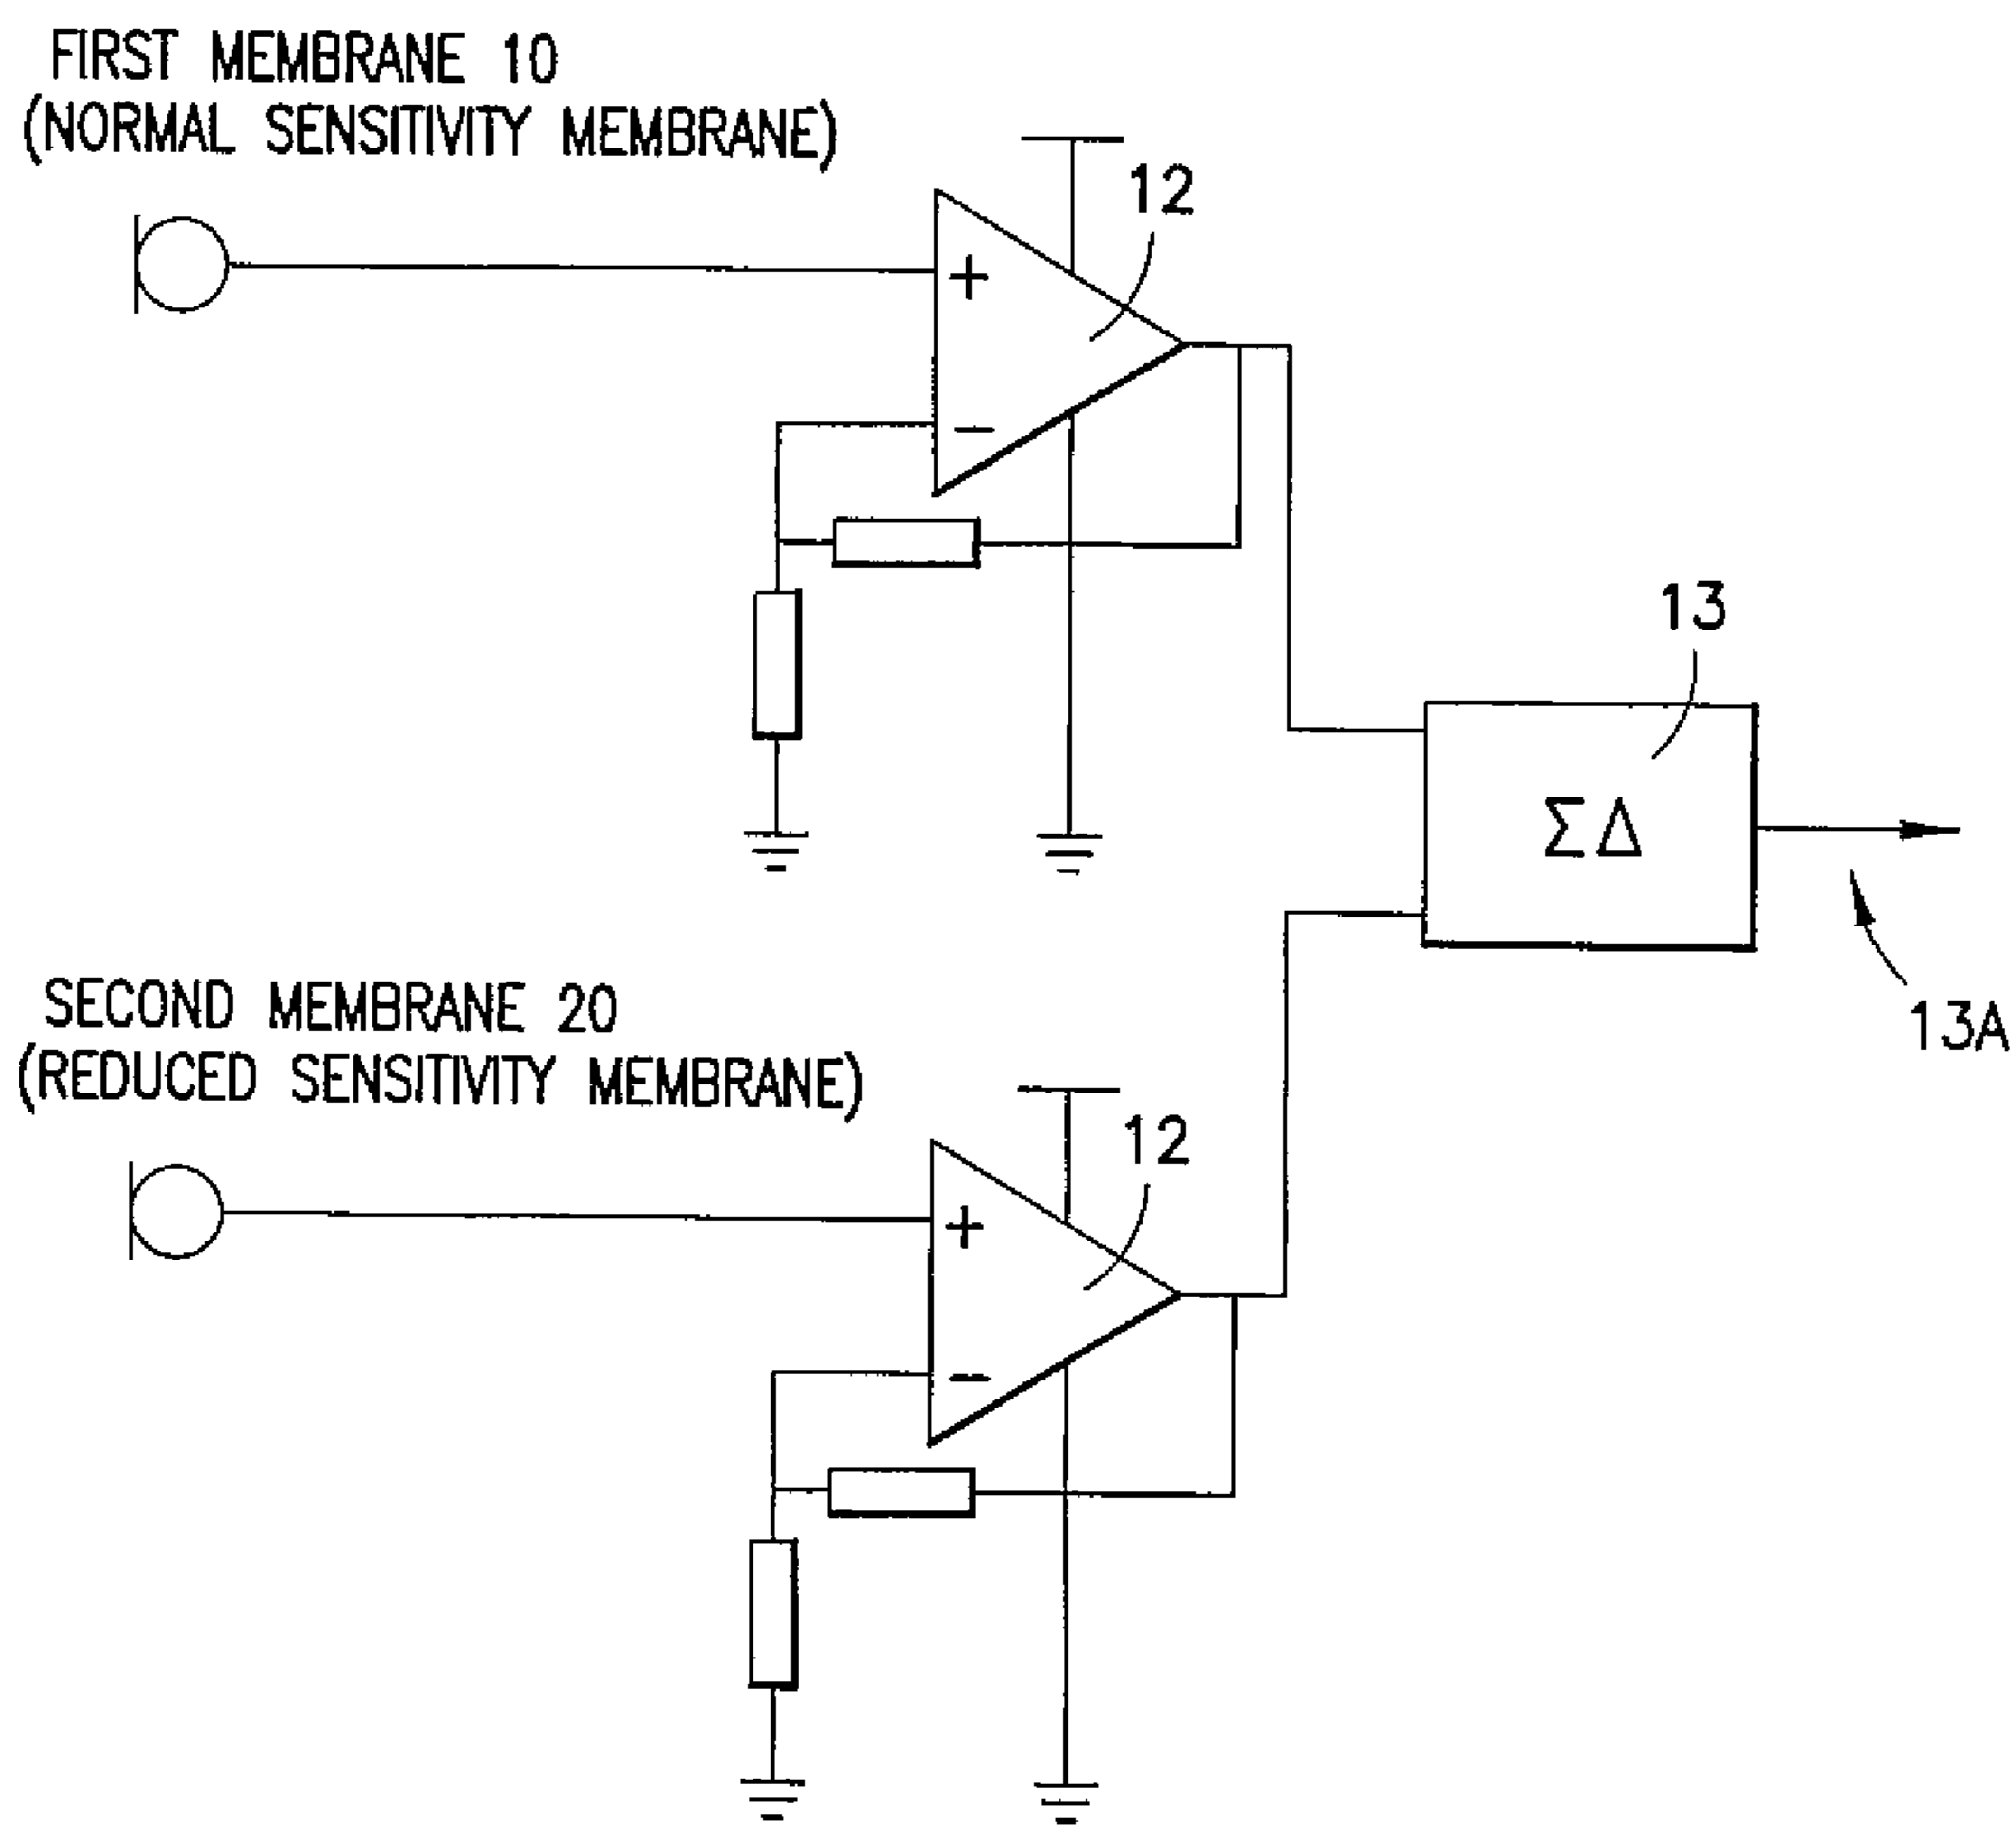 FIRST MEMBRANE 10
(NORMAL SENSITIVITY MEMBRANE)
12
+
−
13
ΣΔ
13A
SECOND MEMBRANE 20
(REDUCED SENSITIVITY MEMBRANE)
12
+
−